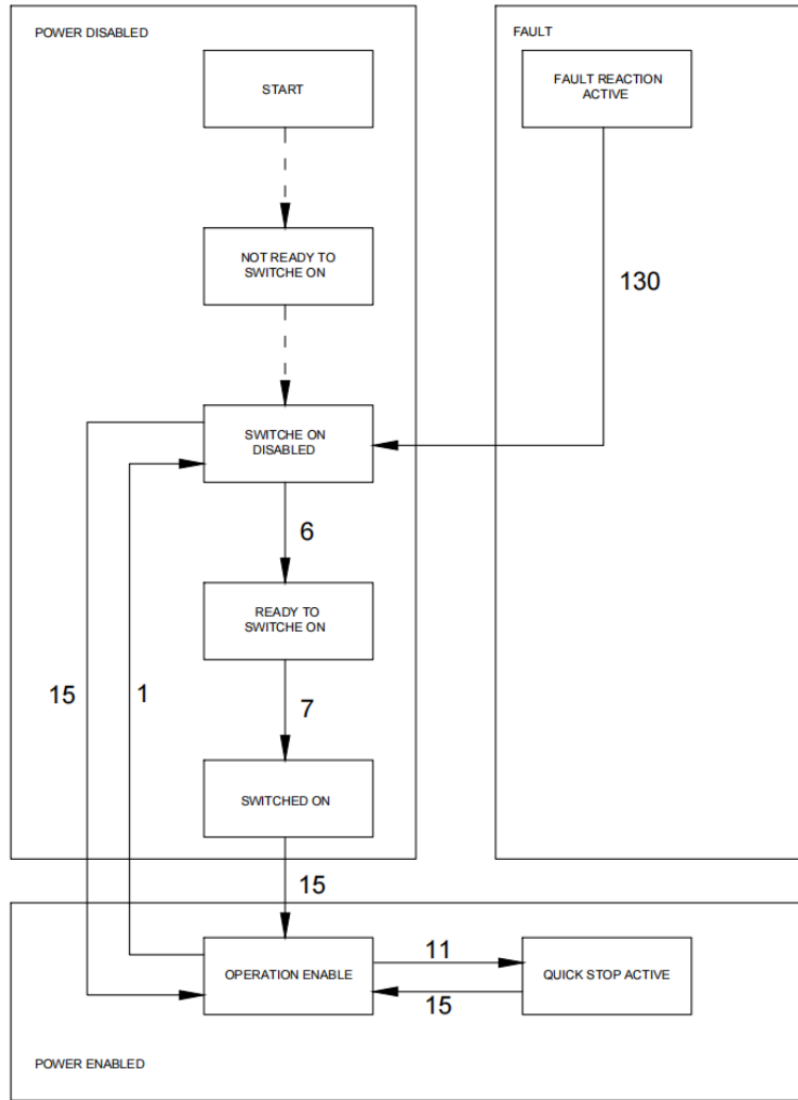 POWER DISABLED
FAULT
START
FAULT REACTION
ACTIVE
NOT READY TO
SWITCHE ON
130
SWITCHE ON
DISABLED
6
READY TO
SWITCHE ON
15
1
7
SWITCHED ON
15
OPERATION ENABLE
11
QUICK STOP ACTIVE
15
POWER ENABLED